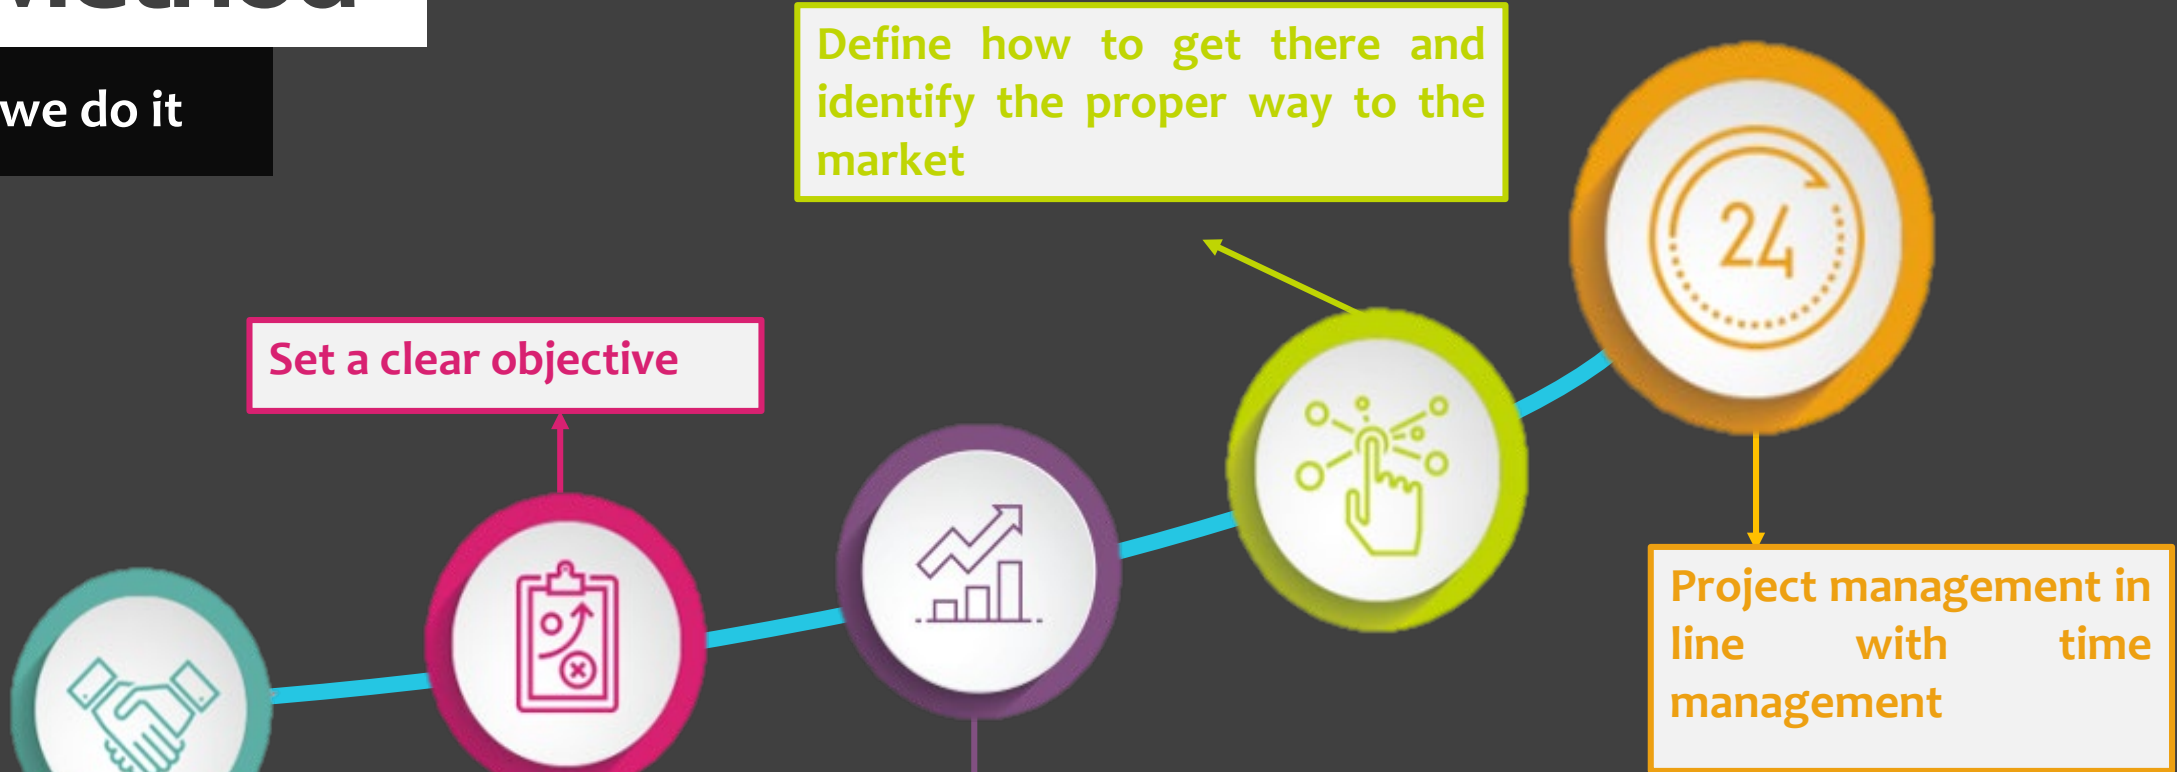 Method
we do it
Define how to get there and
identify the proper way to the
market
24
Set a clear objective
Project management in
line with time
management